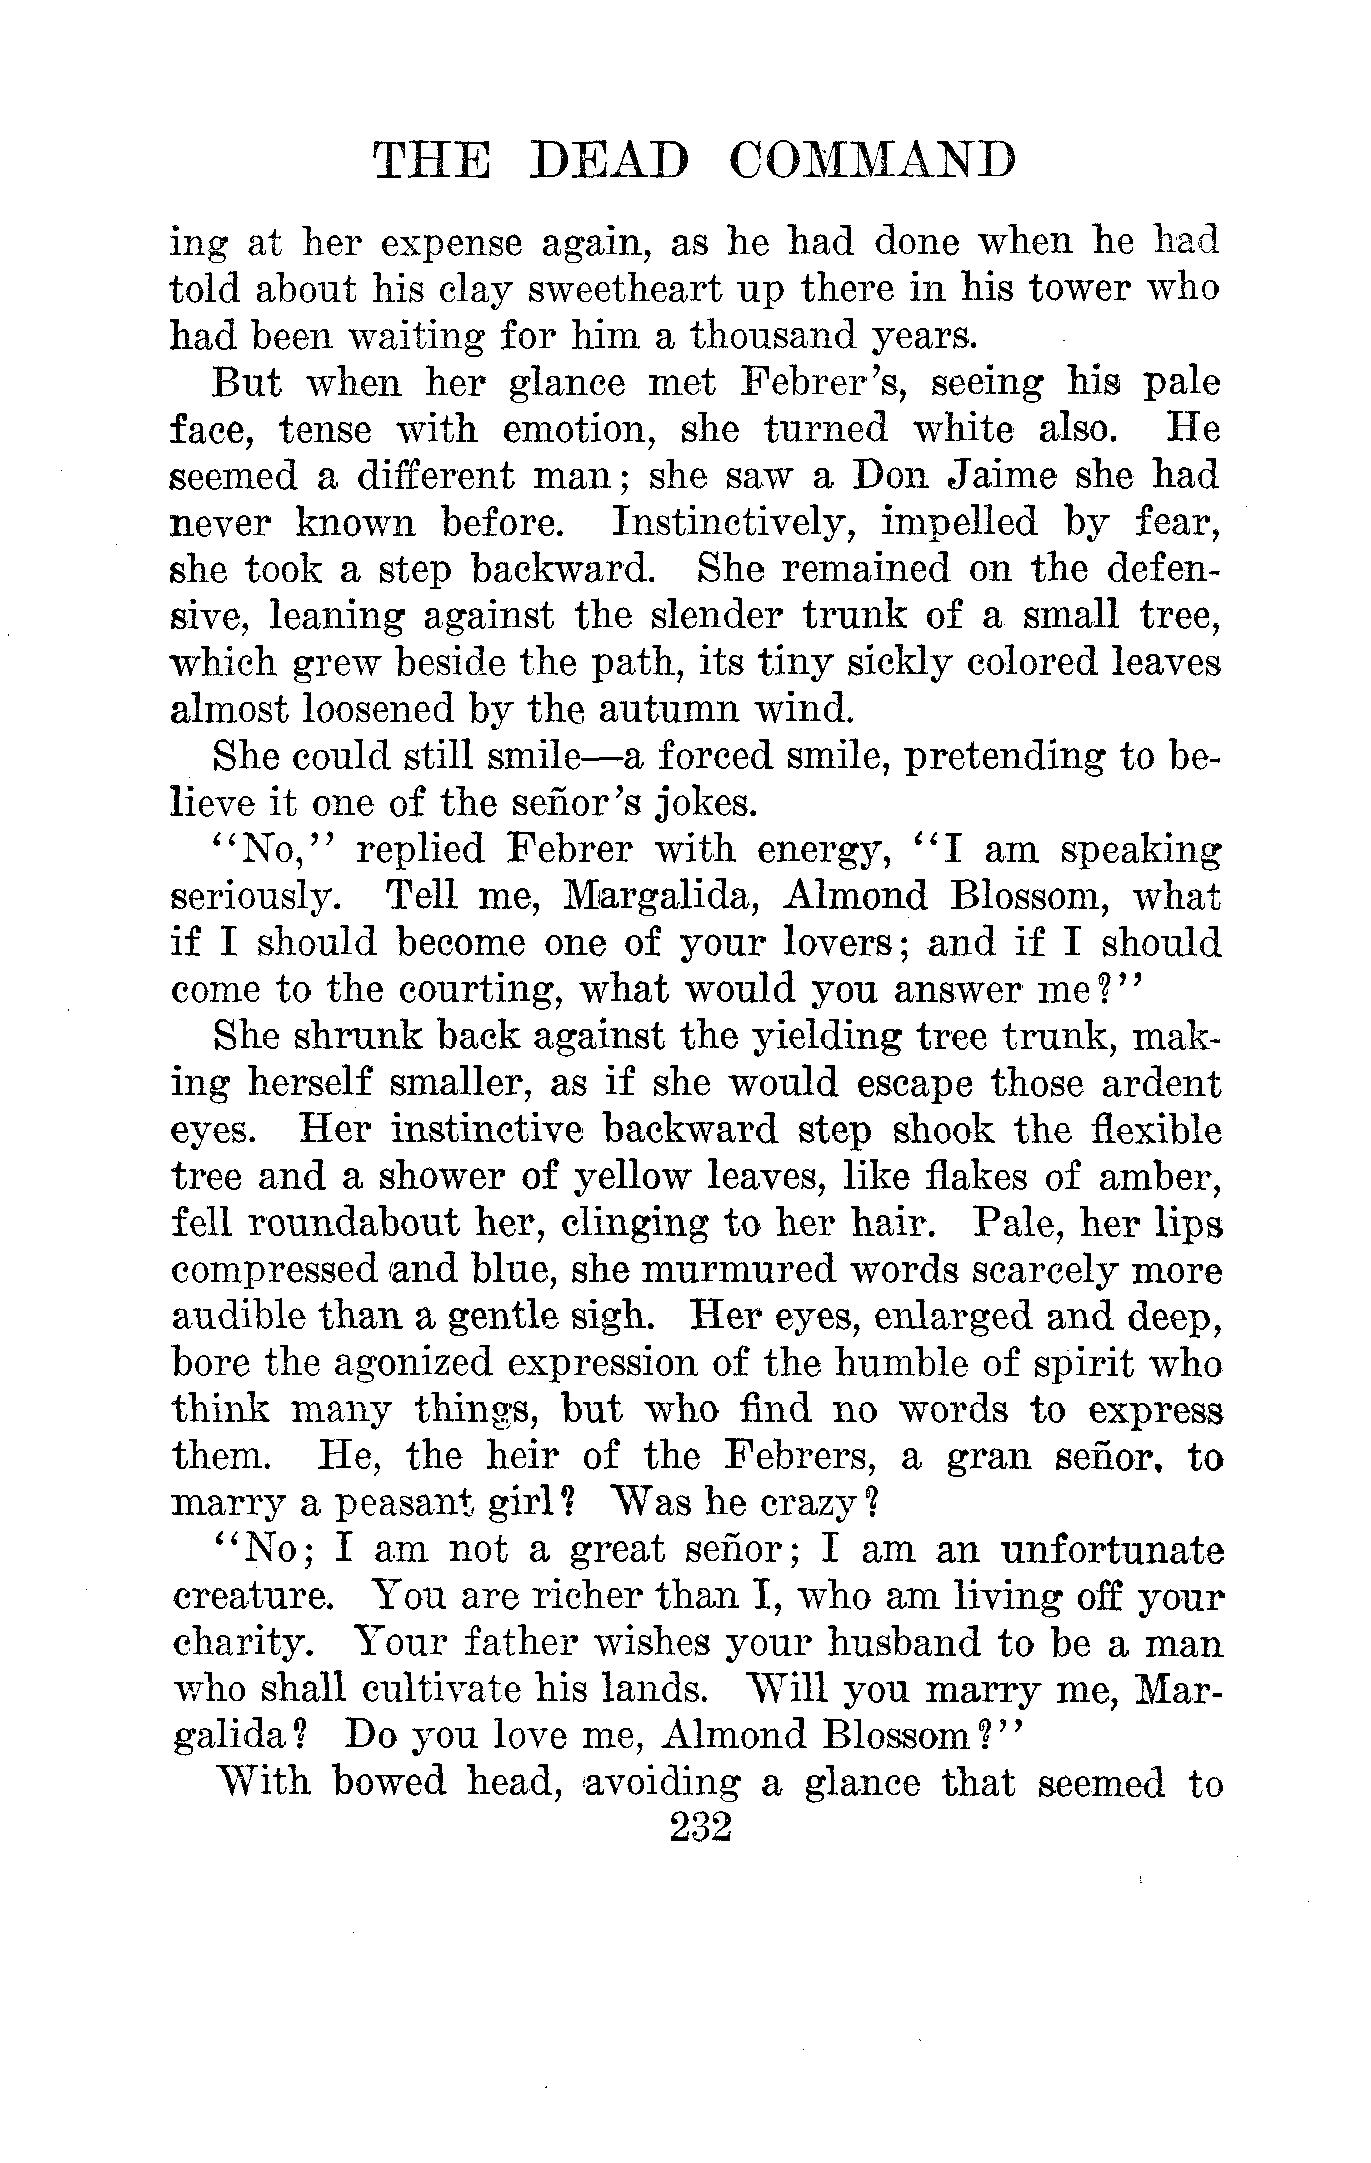 THE DEAD COMMAND
ing at her expense again, as he had done when he had
told about his clay sweetheart up there in his tower who
had been waiting for him a thousand years.
But when her glance met Febrer's, seeing his pale
face, tense with emotion, she turned white also. He
seemed a different man; she saw a Don Jaime she had
never known before. Instinctively, impelled by fear,
she took a step backward. She remained on the defen-
sive, leaning against the slender trunk of a small tree,
which grew beside the path, its tiny sickly colored leaves
almost loosened by the autumn wind.
She could still smile—a forced smile, pretending to be-
lieve it one of the señor's jokes.
"No," replied Febrer with energy, "I am speaking
seriously. Tell me, Margalida, Almond Blossom, what
if I should become one of your lovers; and if I should
come to the courting, what would you answer me?"
She shrunk back against the yielding tree trunk, mak-
ing herself smaller, as if she would escape those ardent
eyes. Her instinctive backward step shook the flexible
tree and a shower of yellow leaves, like flakes of amber,
fell roundabout her, clinging to her hair. Pale, her lips
compressed and blue, she murmured words scarcely more
audible than a gentle sigh. Her eyes, enlarged and deep,
bore the agonized expression of the humble of spirit who
think many things, but who find no words to express
them. He, the heir of the Febrers, a gran señor, to
marry a peasant girl? Was he crazy?
"No; I am not a great señor; I am an unfortunate
creature. You are richer than I, who am living off your
charity. Your father wishes your husband to be a man
who shall cultivate his lands. Will you marry me, Mar-
galida? Do you love me, Almond Blossom?"
With bowed head, avoiding a glance that seemed to
232